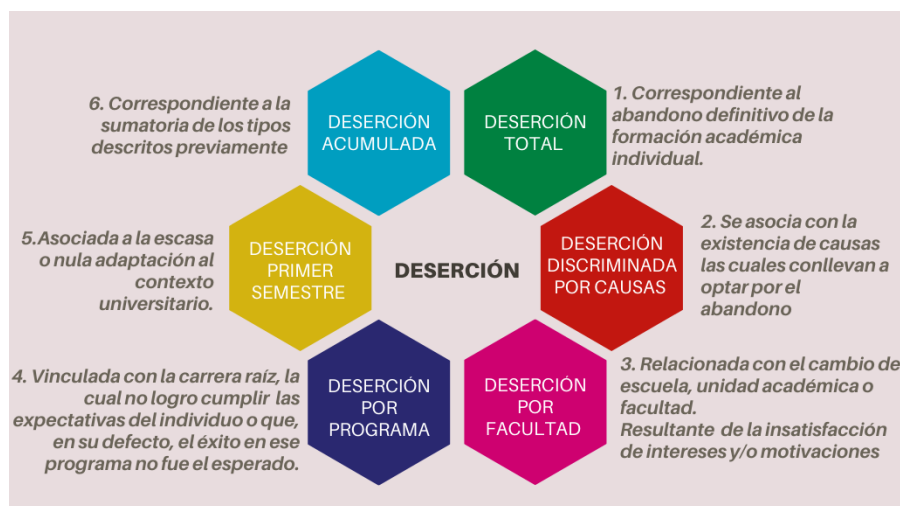 DESERCIÓN
TOTAL
1. Correspondiente al
abandono definitivo de la
formación académica
individual.
DESERCIÓN
DISCRIMINADA
POR CAUSAS
2. Se asocia con la
existencia de causas
las cuales conllevan a
optar por el
abandono
DESERCIÓN
POR
FACULTAD
3. Relacionada con el cambio de
escuela, unidad académica o
facultad.
Resultante de la insatisfacción
de intereses y/o motivaciones
DESERCIÓN
POR
PROGRAMA
4. Vinculada con la carrera raíz, la
cual no logro cumplir las
expectativas del individuo o que,
en su defecto, el éxito en ese
programa no fue el esperado.
DESERCIÓN
PRIMER
SEMESTRE
5.Asociada a la escasa
o nula adaptación al
contexto
universitario.
DESERCIÓN
ACUMULADA
6. Correspondiente a la
sumatoria de los tipos
descritos previamente
DESERCIÓN